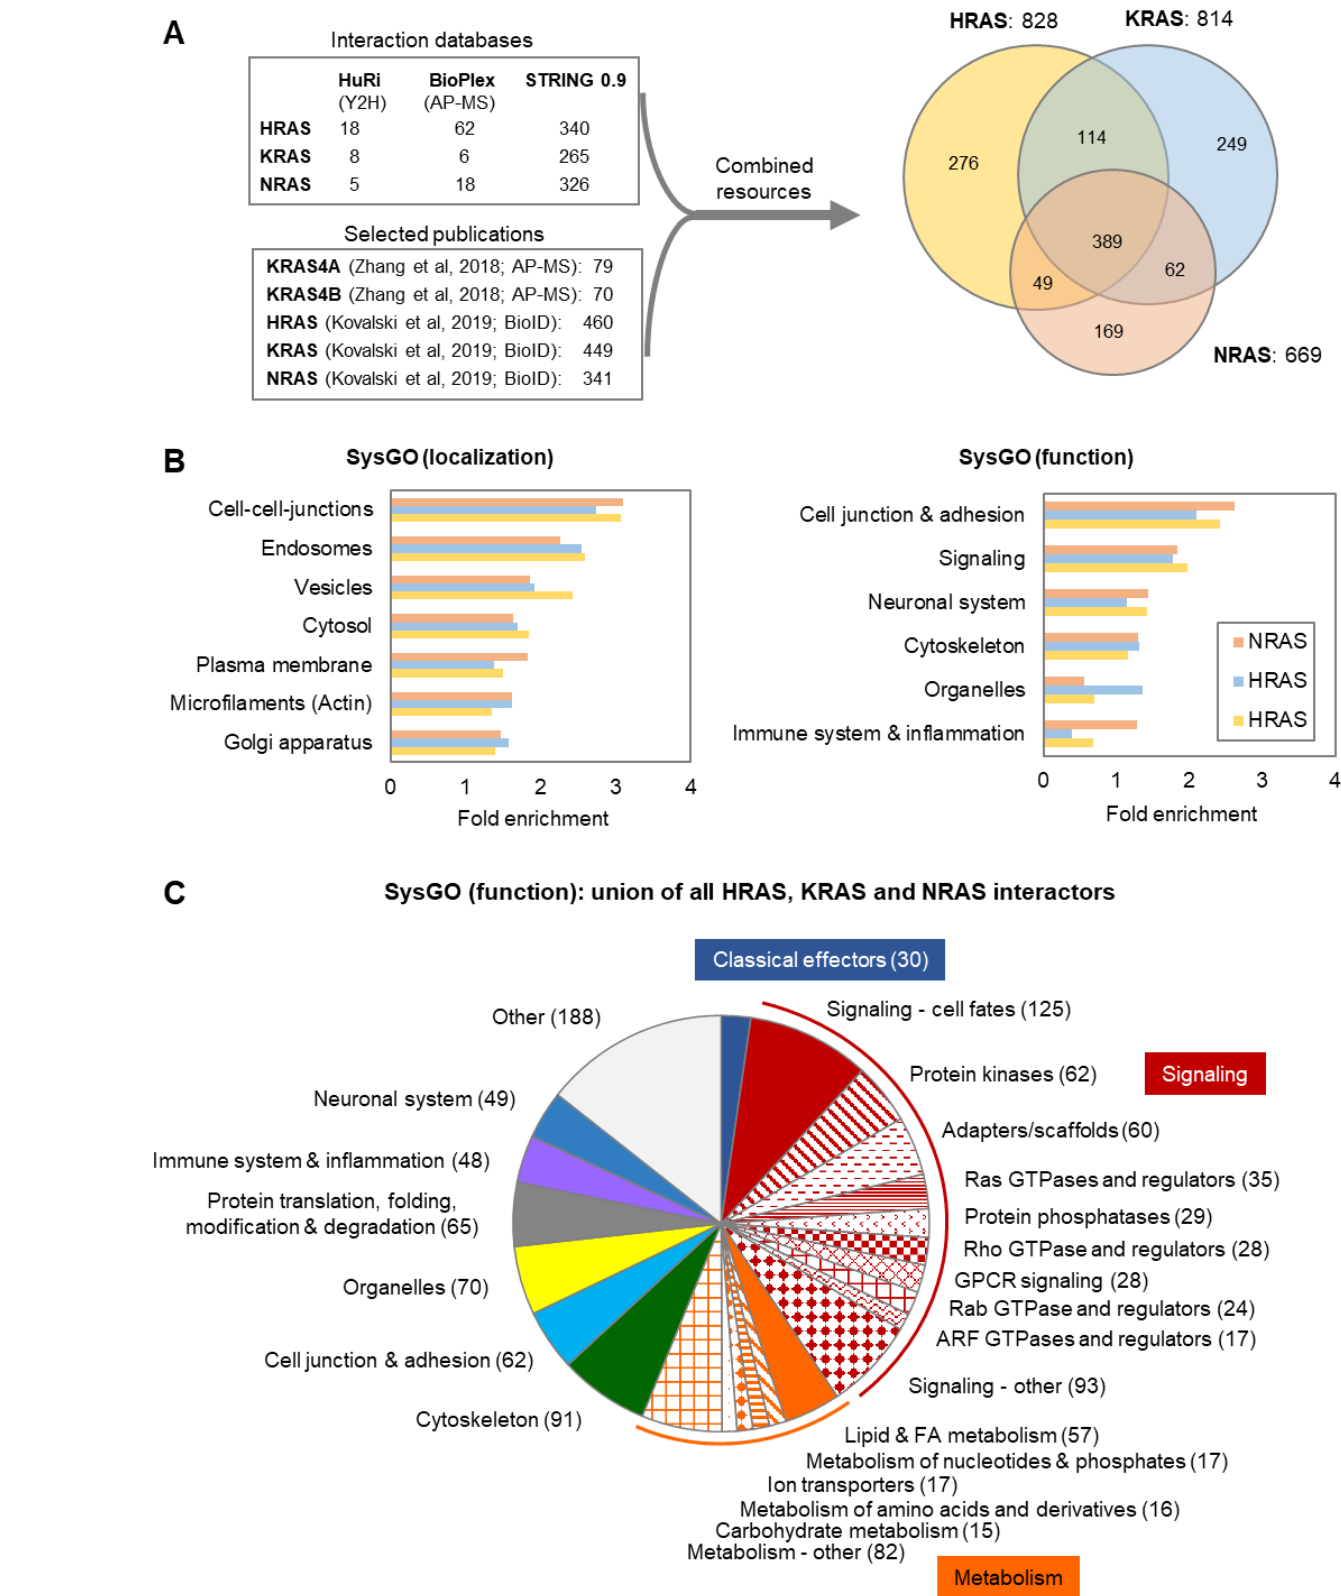 A
Interaction databases
HuRi BioPlex STRING 0.9
(Y2H) (AP-MS)
HRAS 18 62 340
KRAS 8 6 265
NRAS 5 18 326
Selected publications
KRAS4A (Zhang et al, 2018; AP-MS): 79
KRAS4B (Zhang et al, 2018; AP-MS): 70
HRAS (Kovalski et al, 2019; BioID): 460
KRAS (Kovalski et al, 2019; BioID): 449
NRAS (Kovalski et al, 2019; BioID): 341
Combined
resources
HRAS: 828 KRAS: 814
114
276
249
389
49
62
169
NRAS: 669
B
SysGO (localization)
Cell-cell-junctions
Endosomes
Vesicles
Cytosol
Plasma membrane
Microfilaments (Actin)
Golgi apparatus
0 1 2 3 4
Fold enrichment
SysGO (function)
Cell junction & adhesion
Signaling
Neuronal system
Cytoskeleton
Organelles
Immune system & inflammation
NRAS
HRAS
HRAS
0 1 2 3 4
Fold enrichment
C
SysGO (function): union of all HRAS, KRAS and NRAS interactors
Classical effectors (30)
Signaling - cell fates (125)
Protein kinases (62)
Signaling
Adapters/scaffolds (60)
Ras GTPases and regulators (35)
Protein phosphatases (29)
Rho GTPase and regulators (28)
GPCR signaling (28)
Rab GTPase and regulators (24)
ARF GTPases and regulators (17)
Signaling - other (93)
Lipid & FA metabolism (57)
Metabolism of nucleotides & phosphates (17)
Ion transporters (17)
Metabolism of amino acids and derivatives (16)
Carbohydrate metabolism (15)
Metabolism - other (82)
Metabolism
Cytoskeleton (91)
Cell junction & adhesion (62)
Organelles (70)
Protein translation, folding,
modification & degradation (65)
Immune system & inflammation (48)
Neuronal system (49)
Other (188)